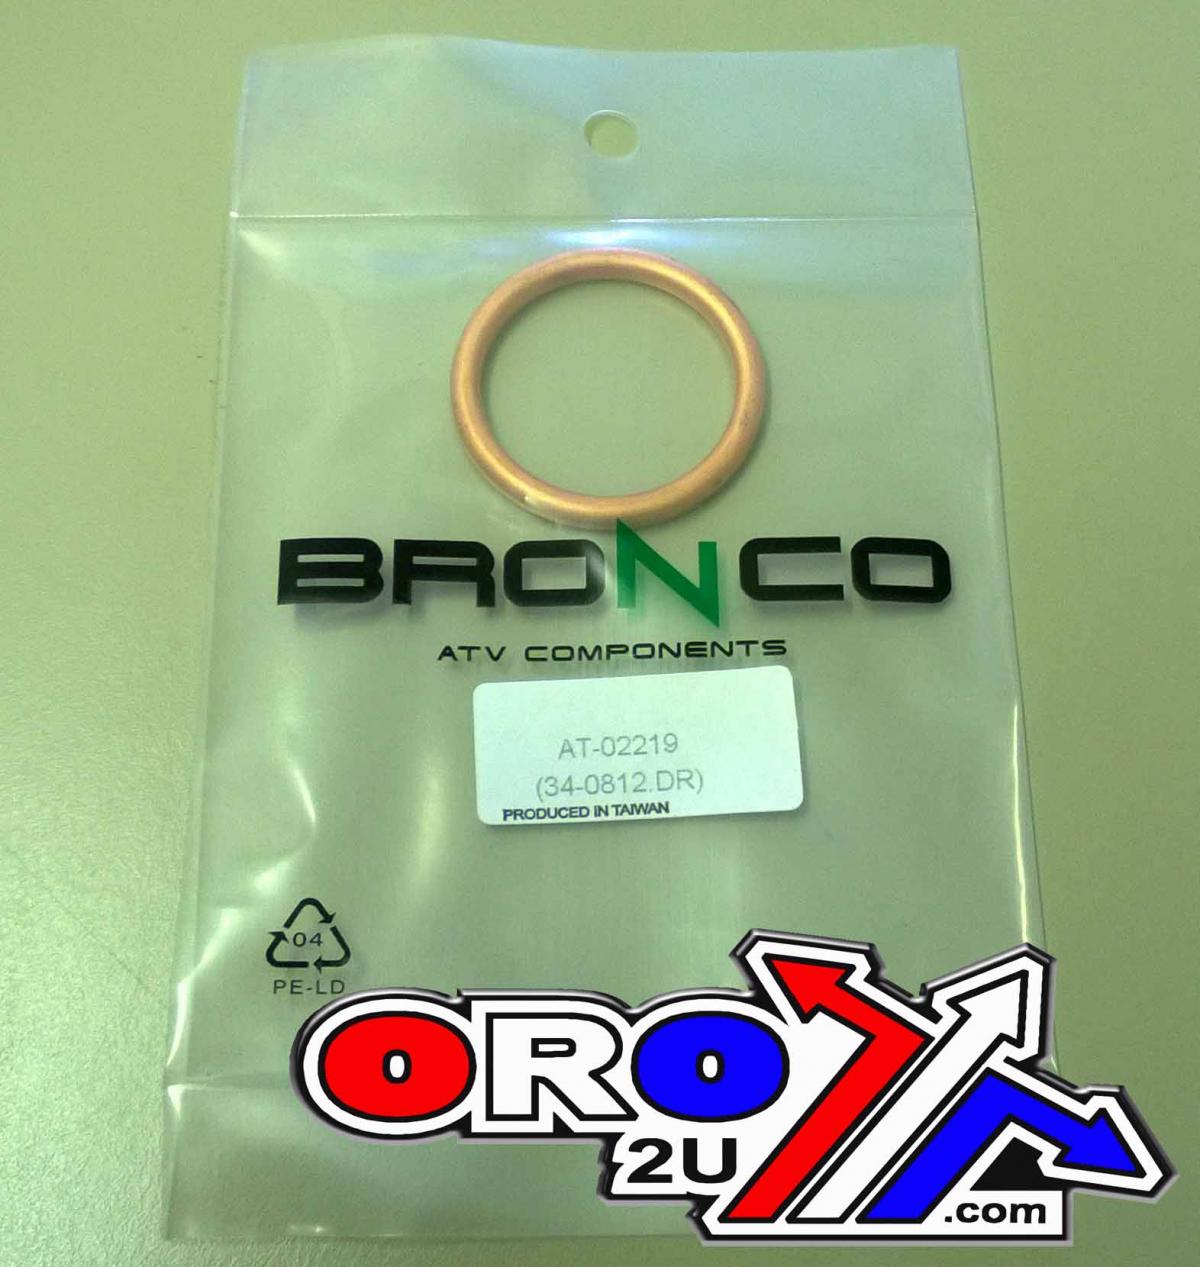 BRONCO
ATV COMPONENTS
AT-02219
(34-0812.DR)
PRODUCED IN TAIWAN
04
PE-LD
ORO
2U
.com